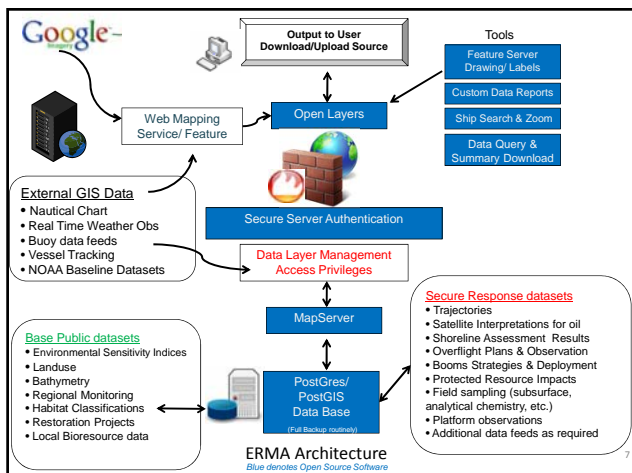 Google™
Imagery
Output to User
Download/Upload Source
Tools
Feature Server
Drawing/ Labels
Custom Data Reports
Ship Search & Zoom
Data Query &
Summary Download
Web Mapping
Service/ Feature
Open Layers
External GIS Data
• Nautical Chart
• Real Time Weather Obs
• Buoy data feeds
• Vessel Tracking
• NOAA Baseline Datasets
Secure Server Authentication
Data Layer Management
Access Privileges
MapServer
Base Public datasets
• Environmental Sensitivity Indices
• Landuse
• Bathymetry
• Regional Monitoring
• Habitat Classifications
• Restoration Projects
• Local Bioresource data
PostGres/
PostGIS
Data Base
(Full Backup routinely)
Secure Response datasets
• Trajectories
• Satellite Interpretations for oil
• Shoreline Assessment Results
• Overflight Plans & Observation
• Booms Strategies & Deployment
• Protected Resource Impacts
• Field sampling (subsurface,
analytical chemistry, etc.)
• Platform observations
• Additional data feeds as required
ERMA Architecture
Blue denotes Open Source Software
7